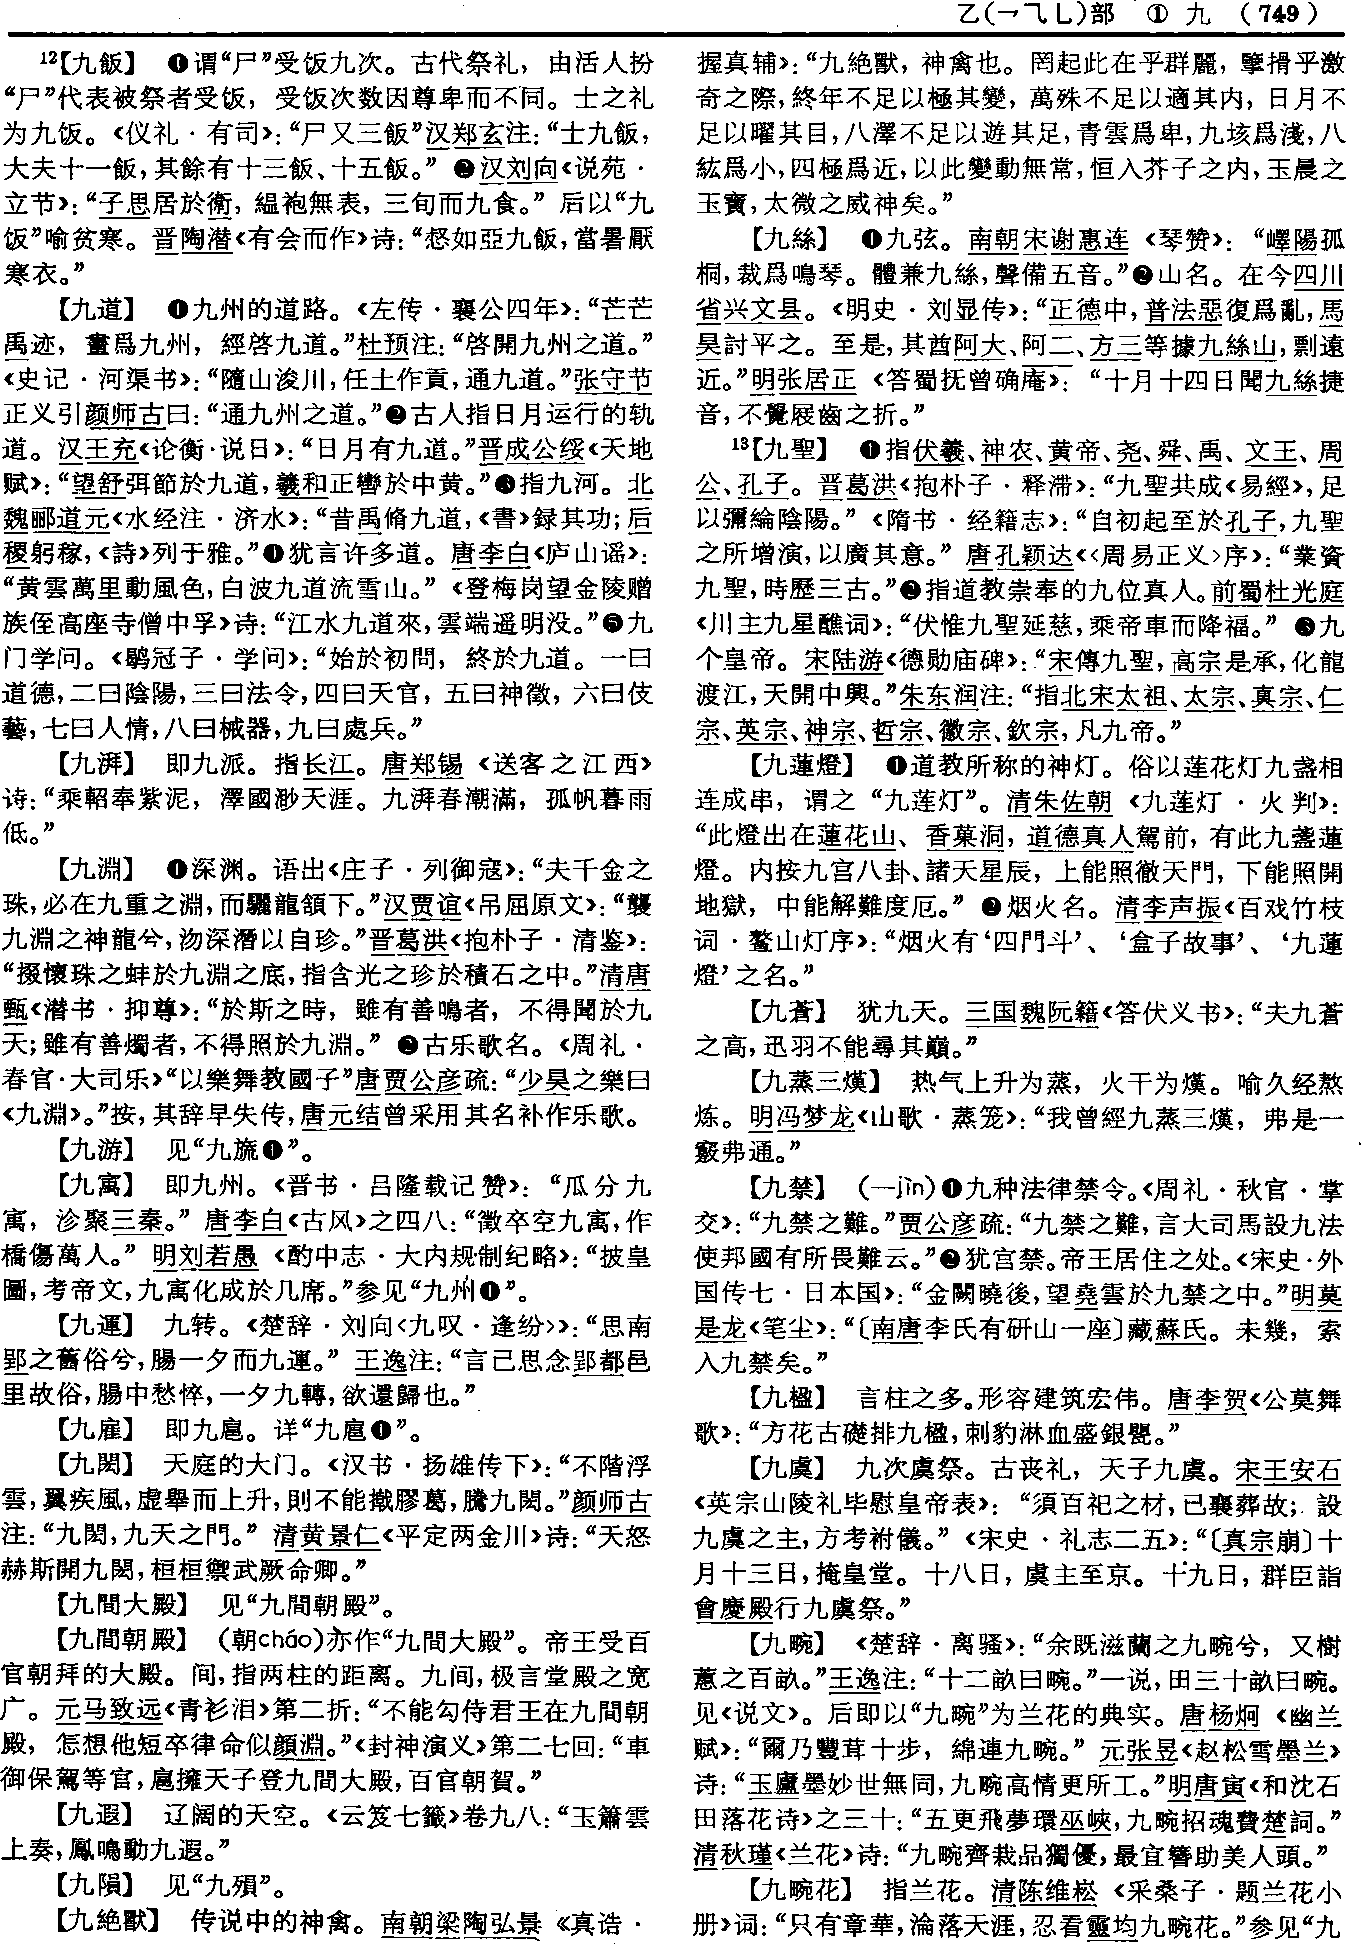 乙(㇖⺄乚)部 ① 九 (749)
¹²【九飯】 ❶谓“尸”受饭九次。古代祭礼，由活人扮
“尸”代表被祭者受饭，受饭次数因尊卑而不同。士之礼
为九饭。《仪礼·有司》：“尸又三飯”汉郑玄注：“士九飯，
大夫十一飯，其餘有十三飯、十五飯。” ❷汉刘向《说苑·
立节》：“子思居於衛，緼袍無表，三旬而九食。” 后以“九
饭”喻贫寒。晋陶潜《有会而作》诗：“惄如亞九飯，當暑厭
寒衣。”
【九道】 ❶九州的道路。《左传·襄公四年》：“芒芒
禹迹，畫爲九州，經啓九道。”杜预注：“啓開九州之道。”
《史记·河渠书》：“隨山浚川，任土作貢，通九道。”张守节
正义引颜师古曰：“通九州之道。”❷古人指日月运行的轨
道。汉王充《论衡·说日》：“日月有九道。”晋成公绥《天地
赋》：“望舒弭節於九道，羲和正轡於中黄。”❸指九河。北
魏郦道元《水经注·济水》：“昔禹脩九道，《書》録其功；后
稷躬稼，《詩》列于雅。”❹犹言许多道。唐李白《庐山谣》：
“黄雲萬里動風色，白波九道流雪山。” 《登梅岗望金陵赠
族侄高座寺僧中孚》诗：“江水九道來，雲端遥明没。”❺九
门学问。《鹖冠子·学问》：“始於初問，終於九道。一曰
道德，二曰陰陽，三曰法令，四曰天官，五曰神徵，六曰伎
藝，七曰人情，八曰械器，九曰處兵。”
【九湃】 即九派。指长江。唐郑锡《送客之江西》
诗：“乘軺奉紫泥，澤國渺天涯。九湃春潮滿，孤帆暮雨
低。”
【九淵】 ❶深渊。语出《庄子·列御寇》：“夫千金之
珠，必在九重之淵，而驪龍頷下。”汉贾谊《吊屈原文》：“襲
九淵之神龍兮，沕深潛以自珍。”晋葛洪《抱朴子·清鉴》：
“掇懷珠之蚌於九淵之底，指含光之珍於積石之中。”清唐
甄《潜书·抑尊》：“於斯之時，雖有善鳴者，不得聞於九
天；雖有善燭者，不得照於九淵。” ❷古乐歌名。《周礼·
春官·大司乐》“以樂舞教國子”唐贾公彦疏：“少昊之樂曰
《九淵》。”按，其辞早失传，唐元结曾采用其名补作乐歌。
【九游】 见“九旒❶”。
【九㝢】 即九州。《晋书·吕隆载记赞》：“瓜分九
㝢，沴聚三秦。” 唐李白《古风》之四八：“徵卒空九㝢，作
橋傷萬人。” 明刘若愚《酌中志·大内规制纪略》：“披皇
圖，考帝文，九㝢化成於几席。”参见“九州❶”。
【九運】 九转。《楚辞·刘向〈九叹·逢纷〉》：“思南
郢之舊俗兮，腸一夕而九運。” 王逸注：“言己思念郢都邑
里故俗，腸中愁悴，一夕九轉，欲還歸也。”
【九雇】 即九扈。详“九扈❶”。
【九閎】 天庭的大门。《汉书·扬雄传下》：“不階浮
雲，翼疾風，虚舉而上升，則不能撠膠葛，騰九閎。”颜师古
注：“九閎，九天之門。” 清黄景仁《平定两金川》诗：“天怒
赫斯開九閎，桓桓禦武厥命卿。”
【九間大殿】 见“九間朝殿”。
【九間朝殿】 (朝cháo)亦作“九間大殿”。帝王受百
官朝拜的大殿。间，指两柱的距离。九间，极言堂殿之宽
广。元马致远《青衫泪》第二折：“不能勾侍君王在九間朝
殿，怎想他短卒律命似顔淵。”《封神演义》第二七回：“車
御保駕等官，扈擁天子登九間大殿，百官朝賀。”
【九遐】 辽阔的天空。《云笈七籤》卷九八：“玉簫雲
上奏，鳳鳴動九遐。”
【九隕】 见“九殞”。
【九絶獸】 传说中的神禽。南朝梁陶弘景《真诰·
握真辅》：“九絶獸，神禽也。罔起此在乎群麗，孽搰乎激
奇之際，終年不足以極其變，萬殊不足以適其内，日月不
足以曜其目，八澤不足以遊其足，青雲爲卑，九垓爲淺，八
紘爲小，四極爲近，以此變動無常，恒入芥子之内，玉晨之
玉寶，太微之威神矣。”
【九絲】 ❶九弦。南朝宋谢惠连《琴赞》：“嶧陽孤
桐，裁爲鳴琴。體兼九絲，聲備五音。”❷山名。在今四川
省兴文县。《明史·刘显传》：“正德中，普法惡復爲亂，馬
昊討平之。至是，其酋阿大、阿二、方三等據九絲山，剽遠
近。”明张居正《答蜀抚曾确庵》：“十月十四日聞九絲捷
音，不覺屐齒之折。”
¹³【九聖】 ❶指伏羲、神农、黄帝、尧、舜、禹、文王、周
公、孔子。晋葛洪《抱朴子·释滞》：“九聖共成《易經》，足
以彌綸陰陽。” 《隋书·经籍志》：“自初起至於孔子，九聖
之所增演，以廣其意。” 唐孔颖达《〈周易正义〉序》：“業資
九聖，時歷三古。”❷指道教崇奉的九位真人。前蜀杜光庭
《川主九星醮词》：“伏惟九聖延慈，乘帝車而降福。” ❸九
个皇帝。宋陆游《德勋庙碑》：“宋傳九聖，高宗是承，化龍
渡江，天開中興。”朱东润注：“指北宋太祖、太宗、真宗、仁
宗、英宗、神宗、哲宗、徽宗、欽宗，凡九帝。”
【九蓮燈】 ❶道教所称的神灯。俗以莲花灯九盏相
连成串，谓之“九莲灯”。清朱佐朝《九莲灯·火判》：
“此燈出在蓮花山、香菓洞，道德真人駕前，有此九盞蓮
燈。内按九宫八卦、諸天星辰，上能照徹天門，下能照開
地獄，中能解難度厄。” ❷烟火名。清李声振《百戏竹枝
词·鳌山灯序》：“烟火有‘四門斗’、‘盒子故事’、‘九蓮
燈’之名。”
【九蒼】 犹九天。三国魏阮籍《答伏义书》：“夫九蒼
之高，迅羽不能尋其巔。”
【九蒸三熯】 热气上升为蒸，火干为熯。喻久经熬
炼。明冯梦龙《山歌·蒸笼》：“我曾經九蒸三熯，弗是一
竅弗通。”
【九禁】 (—jìn)❶九种法律禁令。《周礼·秋官·掌
交》：“九禁之難。”贾公彦疏：“九禁之難，言大司馬設九法
使邦國有所畏難云。”❷犹宫禁。帝王居住之处。《宋史·外
国传七·日本国》：“金闕曉後，望堯雲於九禁之中。”明莫
是龙《笔尘》：“〔南唐李氏有研山一座〕藏蘇氏。未幾，索
入九禁矣。”
【九楹】 言柱之多。形容建筑宏伟。唐李贺《公莫舞
歌》：“方花古礎排九楹，刺豹淋血盛銀甖。”
【九虞】 九次虞祭。古丧礼，天子九虞。宋王安石
《英宗山陵礼毕慰皇帝表》：“須百祀之材，已襄葬故；設
九虞之主，方考祔儀。” 《宋史·礼志二五》：“〔真宗崩〕十
月十三日，掩皇堂。十八日，虞主至京。十九日，群臣詣
會慶殿行九虞祭。”
【九畹】 《楚辞·离骚》：“余既滋蘭之九畹兮，又樹
蕙之百畝。”王逸注：“十二畝曰畹。”一说，田三十畝曰畹。
见《说文》。后即以“九畹”为兰花的典实。唐杨炯《幽兰
赋》：“爾乃豐茸十步，綿連九畹。” 元张昱《赵松雪墨兰》
诗：“玉廬墨妙世無同，九畹高情更所工。”明唐寅《和沈石
田落花诗》之三十：“五更飛夢環巫峽，九畹招魂費楚詞。”
清秋瑾《兰花》诗：“九畹齊栽品獨優，最宜簪助美人頭。”
【九畹花】 指兰花。清陈维崧《采桑子·题兰花小
册》词：“只有章華，淪落天涯，忍看靈均九畹花。”参见“九